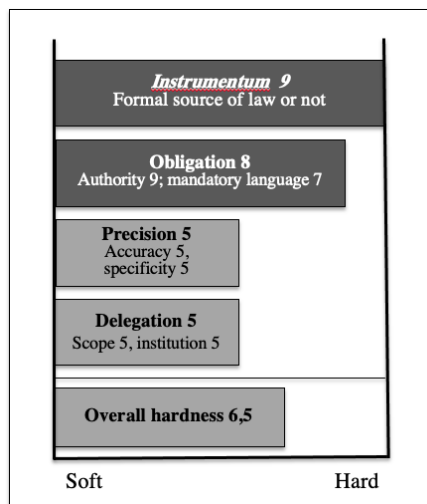 Instrumentum 9
Formal source of law or not
Obligation 8
Authority 9; mandatory language 7
Precision 5
Accuracy 5,
specificity 5
Delegation 5
Scope 5, institution 5
Overall hardness 6,5
Soft
Hard